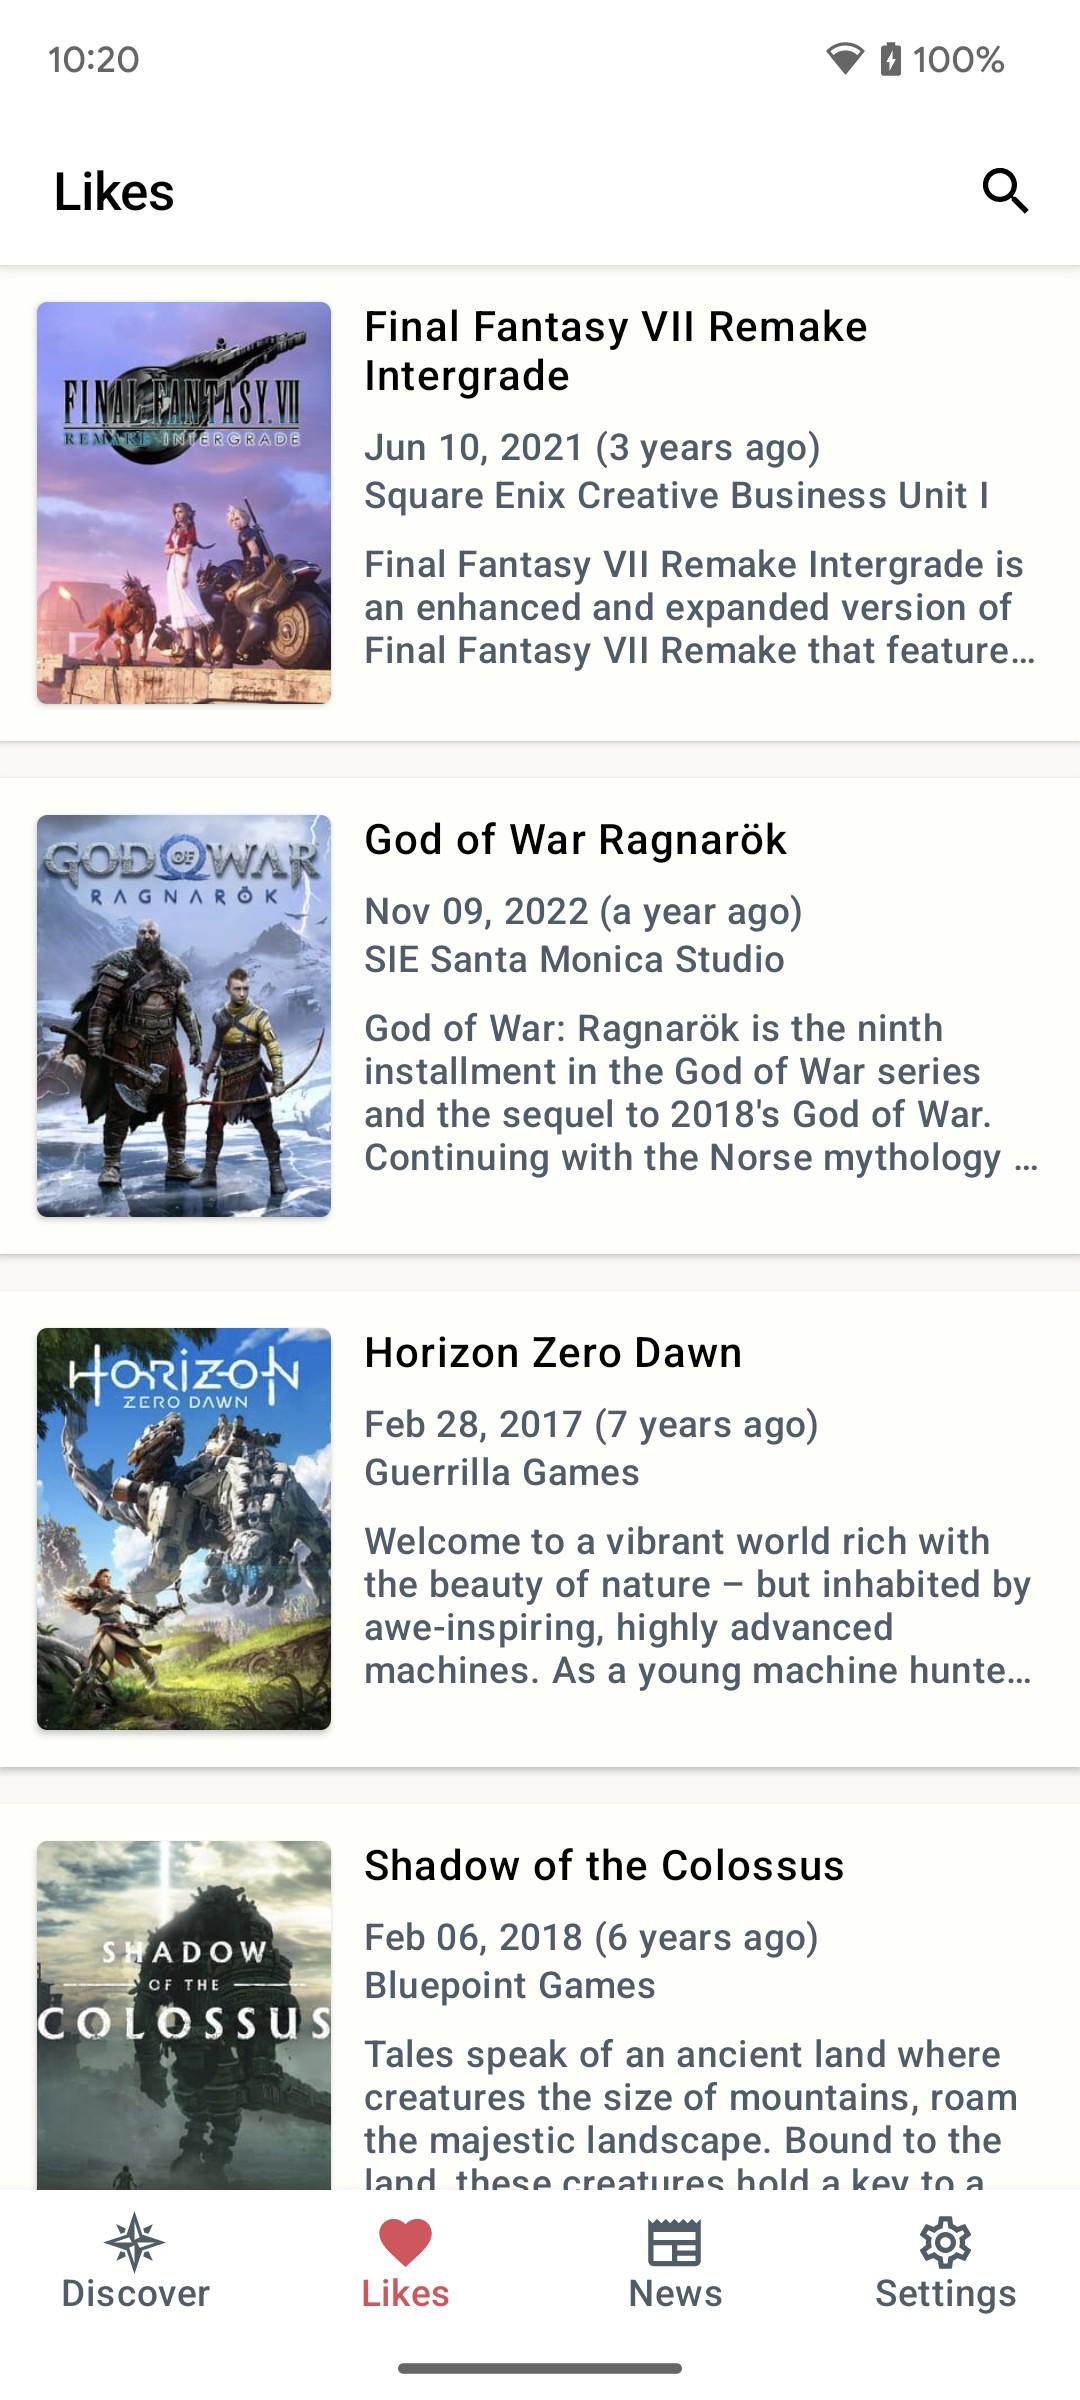 10:20
100%
Likes
FINAL FANTASY VII
REMAKE INTERGRADE
Final Fantasy VII Remake
Intergrade
Jun 10, 2021 (3 years ago)
Square Enix Creative Business Unit I
Final Fantasy VII Remake Intergrade is
an enhanced and expanded version of
Final Fantasy VII Remake that feature…
GOD OF WAR
RAGNARÖK
God of War Ragnarök
Nov 09, 2022 (a year ago)
SIE Santa Monica Studio
God of War: Ragnarök is the ninth
installment in the God of War series
and the sequel to 2018's God of War.
Continuing with the Norse mythology …
HORIZON
ZERO DAWN
Horizon Zero Dawn
Feb 28, 2017 (7 years ago)
Guerrilla Games
Welcome to a vibrant world rich with
the beauty of nature – but inhabited by
awe-inspiring, highly advanced
machines. As a young machine hunte…
SHADOW
OF THE
COLOSSUS
Shadow of the Colossus
Feb 06, 2018 (6 years ago)
Bluepoint Games
Tales speak of an ancient land where
creatures the size of mountains, roam
the majestic landscape. Bound to the
land, these creatures hold a key to a
Discover
Likes
News
Settings